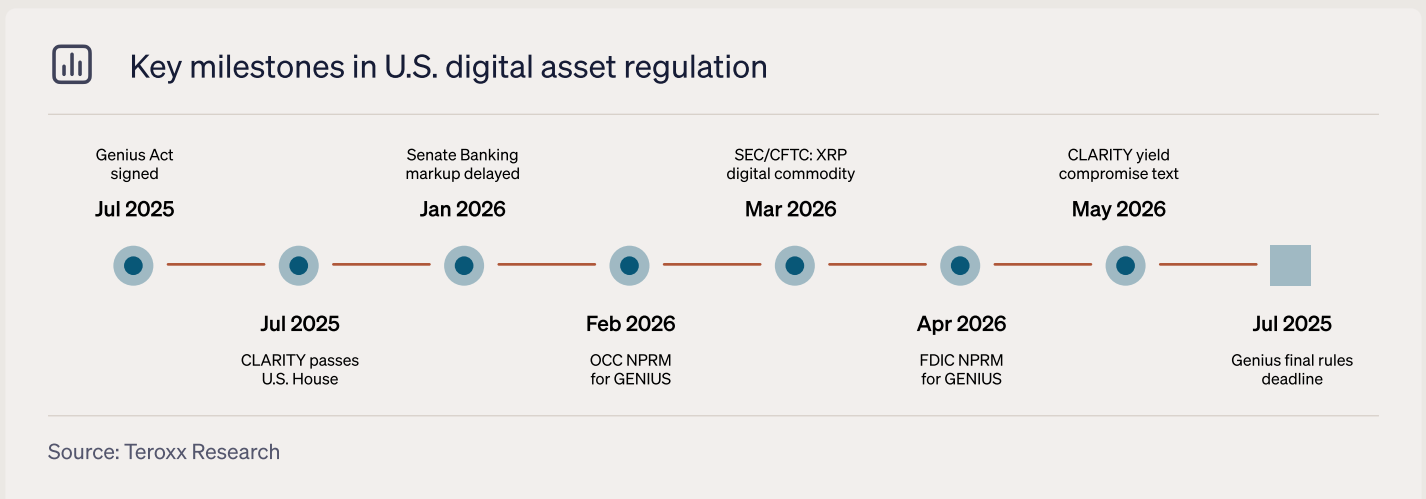 Key milestones in U.S. digital asset regulation
Genius Act
signed
Jul 2025
Jul 2025
CLARITY passes
U.S. House
Senate Banking
markup delayed
Jan 2026
Feb 2026
OCC NPRM
for GENIUS
SEC/CFTC: XRP
digital commodity
Mar 2026
Apr 2026
FDIC NPRM
for GENIUS
CLARITY yield
compromise text
May 2026
Jul 2025
Genius final rules
deadline
Source: Teroxx Research